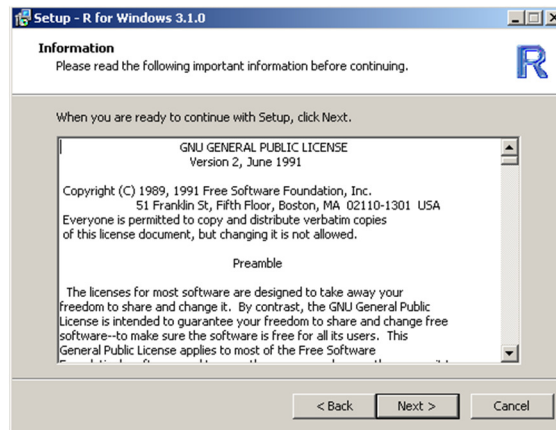 Setup - R for Windows 3.1.0
Information
Please read the following important information before continuing.
R
When you are ready to continue with Setup, click Next.
GNU GENERAL PUBLIC LICENSE
Version 2, June 1991
Copyright (C) 1989, 1991 Free Software Foundation, Inc.
51 Franklin St, Fifth Floor, Boston, MA 02110-1301 USA
Everyone is permitted to copy and distribute verbatim copies
of this license document, but changing it is not allowed.
Preamble
The licenses for most software are designed to take away your
freedom to share and change it. By contrast, the GNU General Public
License is intended to guarantee your freedom to share and change free
software--to make sure the software is free for all its users. This
General Public License applies to most of the Free Software
< Back Next > Cancel